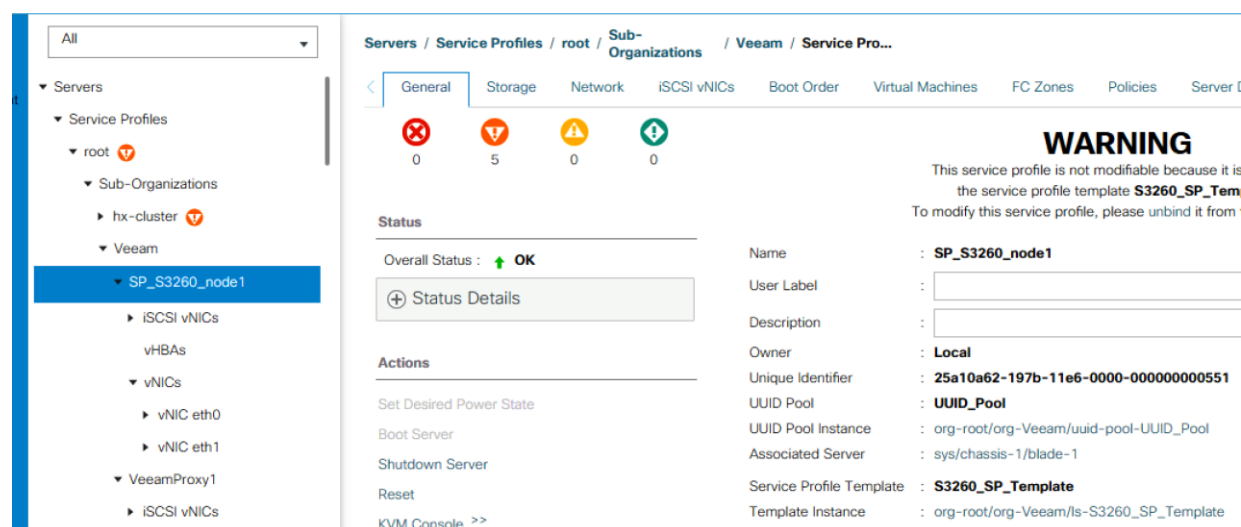 All
Servers
Service Profiles
root
Sub-Organizations
hx-cluster
Veeam
SP_S3260_node1
iSCSI vNICs
vHBAs
vNICs
vNIC eth0
vNIC eth1
VeeamProxy1
iSCSI vNICs
Servers / Service Profiles / root / Sub-Organizations / Veeam / Service Pro...
General Storage Network iSCSI vNICs Boot Order Virtual Machines FC Zones Policies Server
0 5 0 0
WARNING
This service profile is not modifiable because it is
the service profile template S3260_SP_Tem
To modify this service profile, please unbind it from
Status
Overall Status : OK
Status Details
Actions
Set Desired Power State
Boot Server
Shutdown Server
Reset
KVM Console >>
Name : SP_S3260_node1
User Label :
Description :
Owner : Local
Unique Identifier : 25a10a62-197b-11e6-0000-000000000551
UUID Pool : UUID_Pool
UUID Pool Instance : org-root/org-Veeam/uuid-pool-UUID_Pool
Associated Server : sys/chassis-1/blade-1
Service Profile Template : S3260_SP_Template
Template Instance : org-root/org-Veeam/ls-S3260_SP_Template